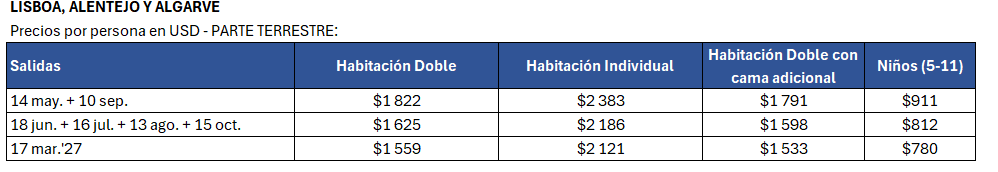 LISBOA, ALENTEJO Y ALGARVE
Precios por persona en USD - PARTE TERRESTRE:
Salidas Habitación Doble Habitación Individual Habitación Doble con cama adicional Niños (5-11)
14 may. + 10 sep. $1 822 $2 383 $1 791 $911
18 jun. + 16 jul. + 13 ago. + 15 oct. $1 625 $2 186 $1 598 $812
17 mar.'27 $1 559 $2 121 $1 533 $780